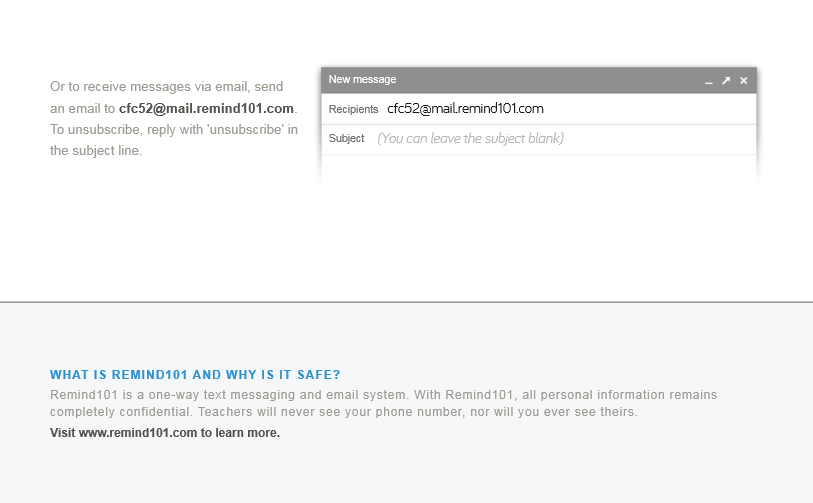 Or to receive messages via email, send
an email to cfc52@mail.remind101.com.
To unsubscribe, reply with 'unsubscribe' in
the subject line.
New message
Recipients cfc52@mail.remind101.com
Subject (You can leave the subject blank)
WHAT IS REMIND101 AND WHY IS IT SAFE?
Remind101 is a one-way text messaging and email system. With Remind101, all personal information remains
completely confidential. Teachers will never see your phone number, nor will you ever see theirs.
Visit www.remind101.com to learn more.